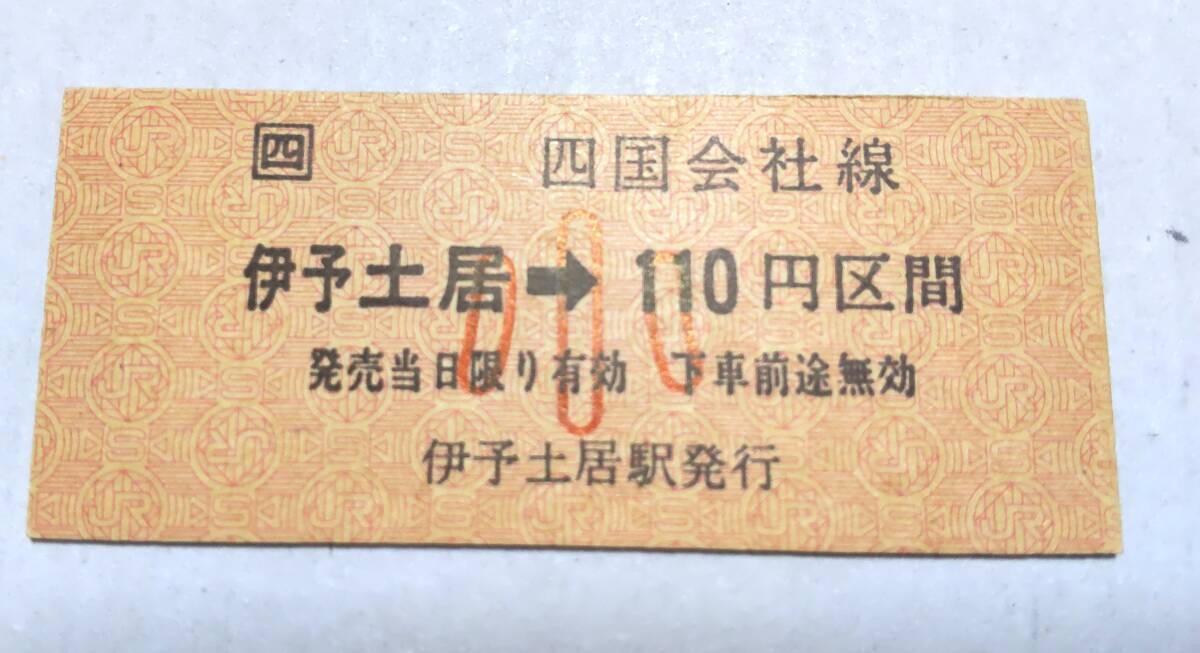 四 四国会社線
伊予土居➡110円区間
発売当日限り有効 下車前途無効
伊予土居駅発行
小